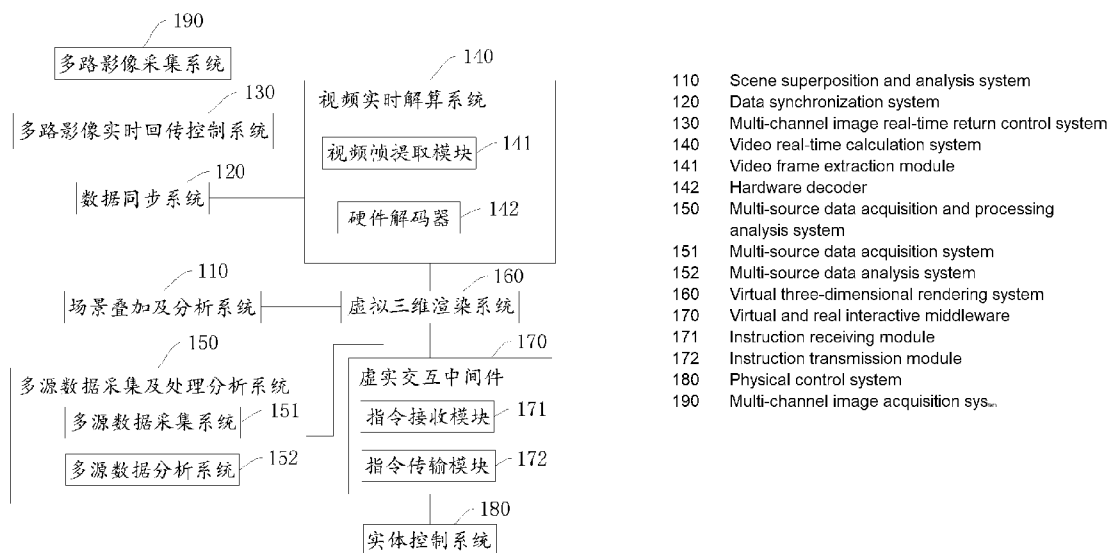 190
多路影像采集系统
140
视频实时解算系统
130
多路影像实时回传控制系统
视频帧提取模块
141
120
数据同步系统
硬件解码器
142
110
场景叠加及分析系统
160
虚拟三维渲染系统
150
多源数据采集及处理分析系统
多源数据采集系统
151
多源数据分析系统
152
170
虚实交互中间件
指令接收模块
171
指令传输模块
172
180
实体控制系统
110 Scene superposition and analysis system
120 Data synchronization system
130 Multi-channel image real-time return control system
140 Video real-time calculation system
141 Video frame extraction module
142 Hardware decoder
150 Multi-source data acquisition and processing
analysis system
151 Multi-source data acquisition system
152 Multi-source data analysis system
160 Virtual three-dimensional rendering system
170 Virtual and real interactive middleware
171 Instruction receiving module
172 Instruction transmission module
180 Physical control system
190 Multi-channel image acquisition system